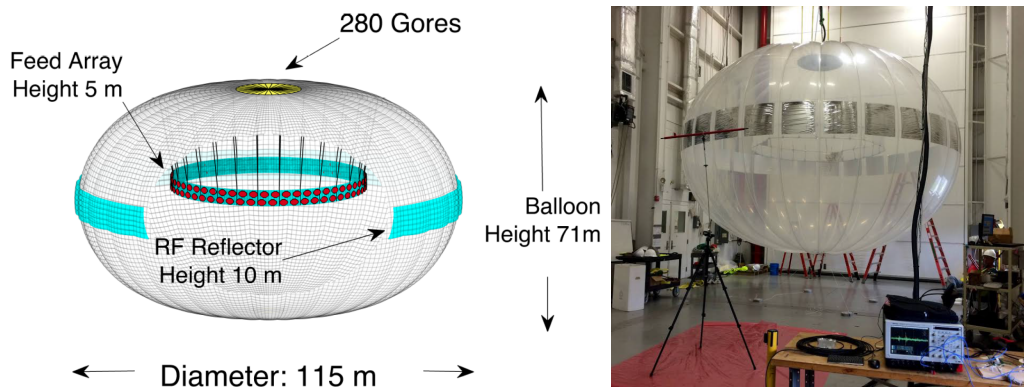 280 Gores
Feed Array
Height 5 m
Balloon
Height 71m
RF Reflector
Height 10 m
Diameter: 115 m